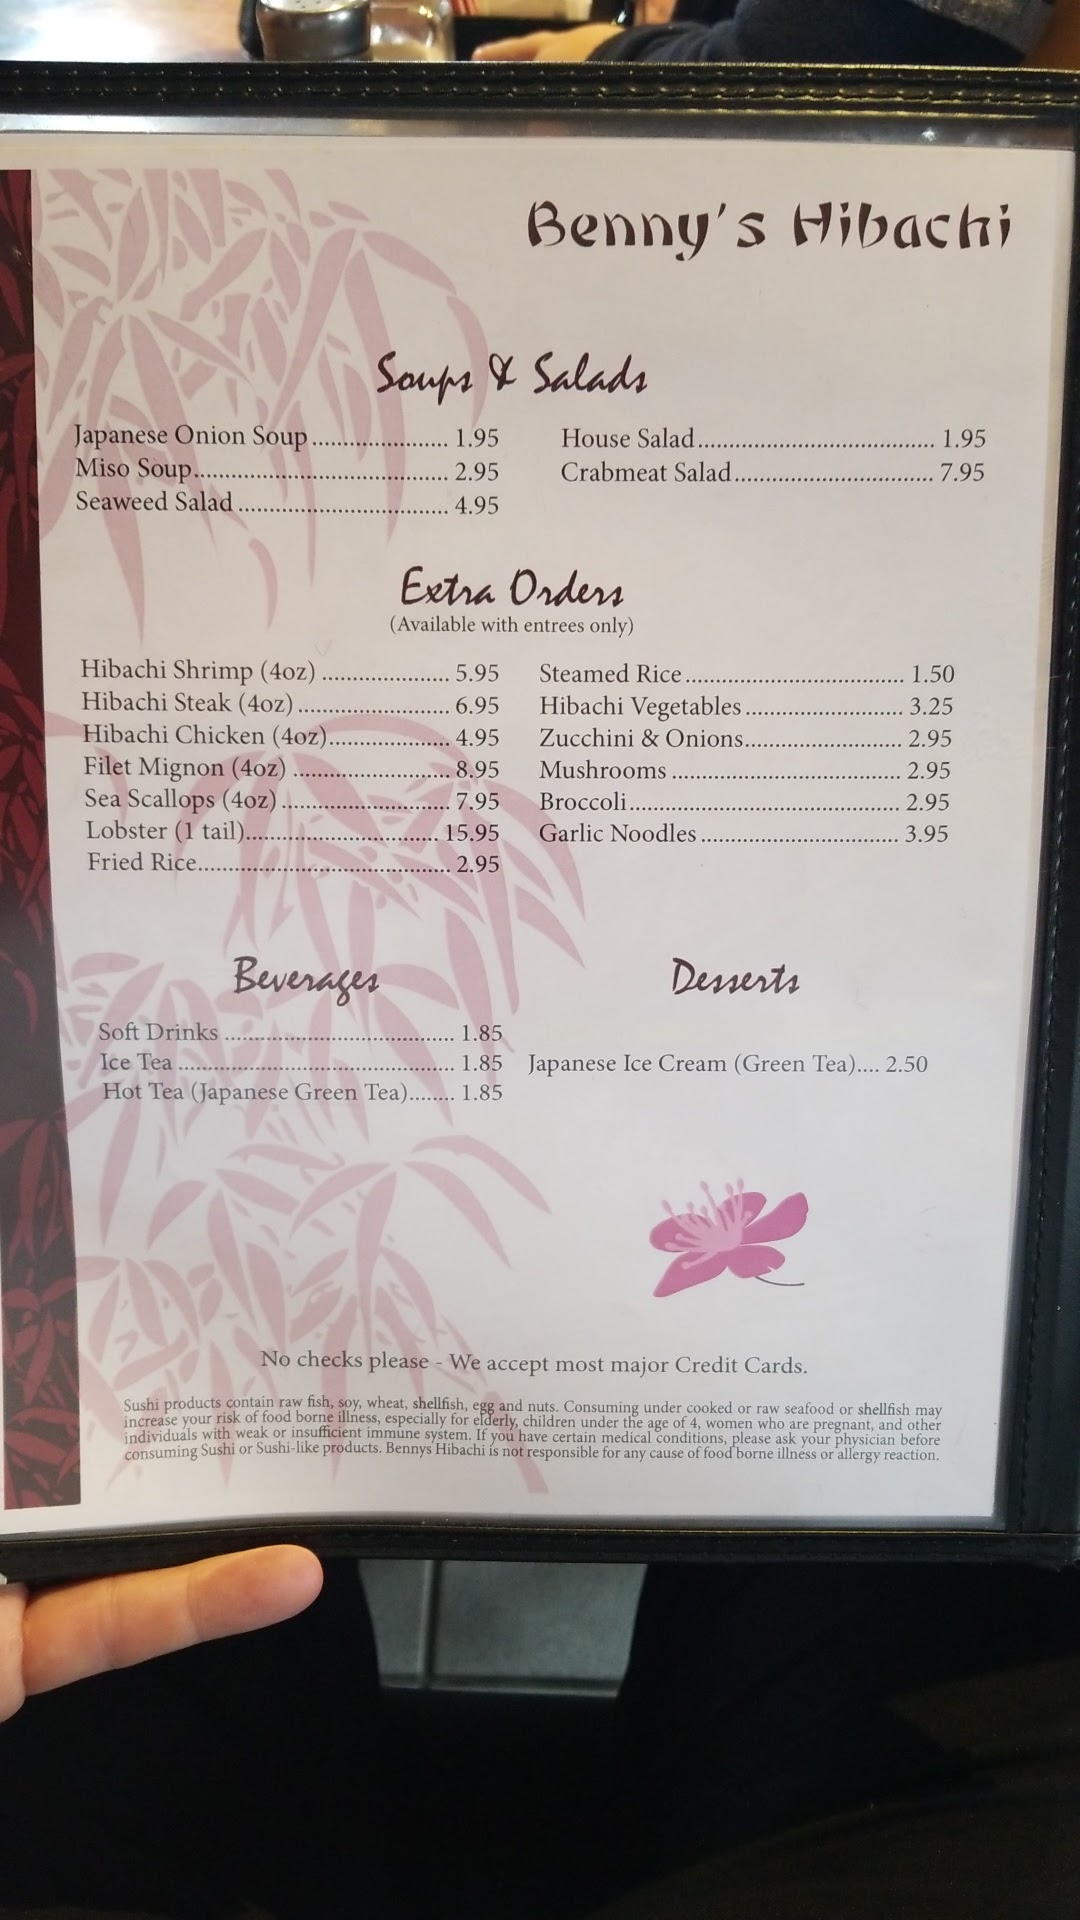 Benny's Hibachi
Soups & Salads
Japanese Onion Soup..................... 1.95
Miso Soup...................................... 2.95
Seaweed Salad................................ 4.95
House Salad.................................... 1.95
Crabmeat Salad.............................. 7.95
Extra Orders
(Available with entrees only)
Hibachi Shrimp (4oz).................... 5.95
Hibachi Steak (4oz)....................... 6.95
Hibachi Chicken (4oz)................... 4.95
Filet Mignon (4oz)........................ 8.95
Sea Scallops (4oz).......................... 7.95
Lobster (1 tail).............................. 15.95
Fried Rice....................................... 2.95
Steamed Rice.................................. 1.50
Hibachi Vegetables........................ 3.25
Zucchini & Onions........................ 2.95
Mushrooms.................................... 2.95
Broccoli.......................................... 2.95
Garlic Noodles............................... 3.95
Beverages
Soft Drinks..................................... 1.85
Ice Tea............................................. 1.85
Hot Tea (Japanese Green Tea)........ 1.85
Desserts
Japanese Ice Cream (Green Tea).... 2.50
No checks please - We accept most major Credit Cards.
Sushi products contain raw fish, soy, wheat, shellfish, egg and nuts. Consuming under cooked or raw seafood or shellfish may
increase your risk of food borne illness, especially for elderly, children under the age of 4, women who are pregnant, and other
individuals with weak or insufficient immune system. If you have certain medical conditions, please ask your physician before
consuming Sushi or Sushi-like products. Bennys Hibachi is not responsible for any cause of food borne illness or allergy reaction.